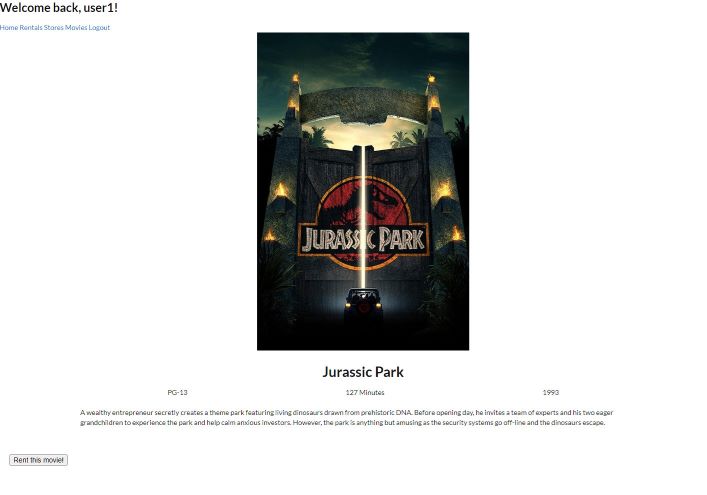 Welcome back, user1!
Home Rentals Stores Movies Logout
JURASSIC PARK
Jurassic Park
PG-13 127 Minutes 1993
A wealthy entrepreneur secretly creates a theme park featuring living dinosaurs drawn from prehistoric DNA. Before opening day, he invites a team of experts and his two eager
grandchildren to experience the park and help calm anxious investors. However, the park is anything but amusing as the security systems go off-line and the dinosaurs escape.
Rent this movie!